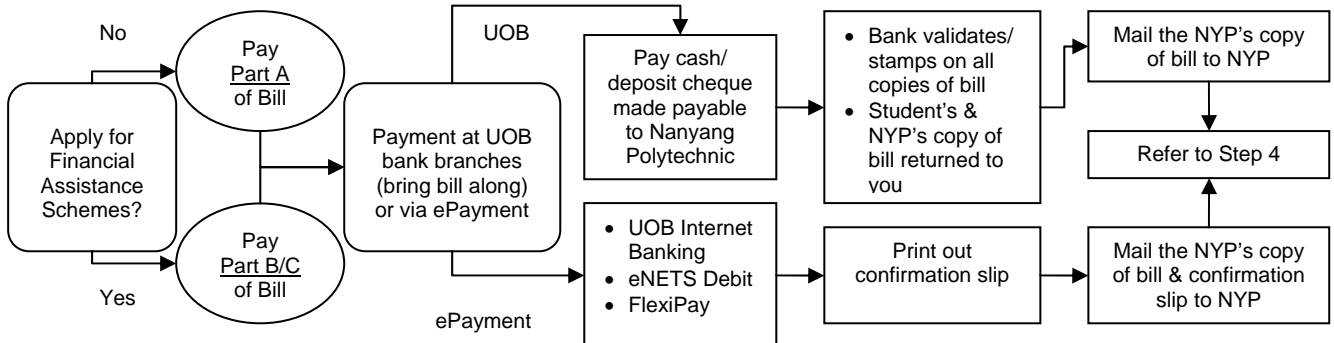 No
Pay
Part A
of Bill
Apply for
Financial
Assistance
Schemes?
Pay
Part B/C
of Bill
Yes
Payment at UOB
bank branches
(bring bill along)
or via ePayment
UOB
Pay cash/
deposit cheque
made payable
to Nanyang
Polytechnic
• Bank validates/
stamps on all
copies of bill
• Student's &
NYP's copy of
bill returned to
you
Mail the NYP's copy
of bill to NYP
Refer to Step 4
ePayment
• UOB Internet
Banking
• eNETS Debit
• FlexiPay
Print out
confirmation slip
Mail the NYP's copy
of bill & confirmation
slip to NYP